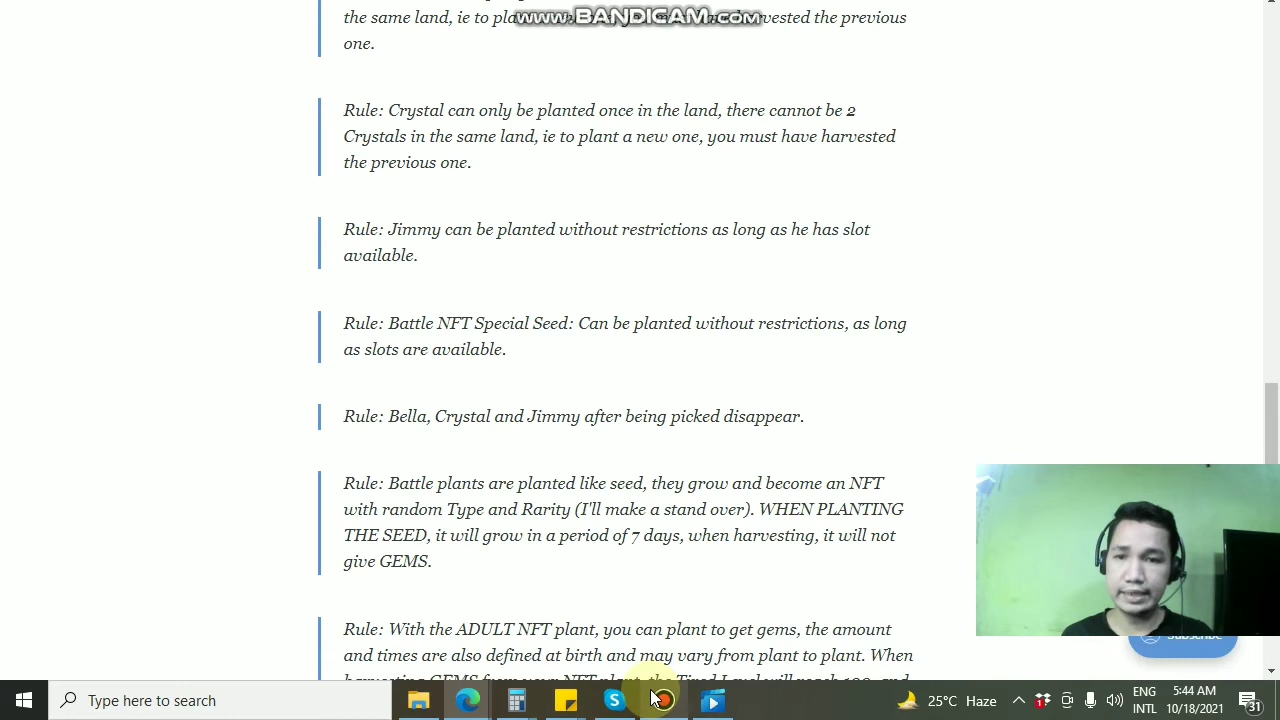 the same land, ie to
www.BANDICAM.com
harvested the previous
one.
Rule: Crystal can only be planted once in the land, there cannot be 2
Crystals in the same land, ie to plant a new one, you must have harvested
the previous one.
Rule: Jimmy can be planted without restrictions as long as he has slot
available.
Rule: Battle NFT Special Seed: Can be planted without restrictions, as long
as slots are available.
Rule: Bella, Crystal and Jimmy after being picked disappear.
Rule: Battle plants are planted like seed, they grow and become an NFT
with random Type and Rarity (I'll make a stand over). WHEN PLANTING
THE SEED, it will grow in a period of 7 days, when harvesting, it will not
give GEMS.
Rule: With the ADULT NFT plant, you can plant to get gems, the amount
and times are also defined at birth and may vary from plant to plant. When
Subscribe
Type here to search
25°C Haze
ENG
INTL
5:44 AM
10/18/2021
31